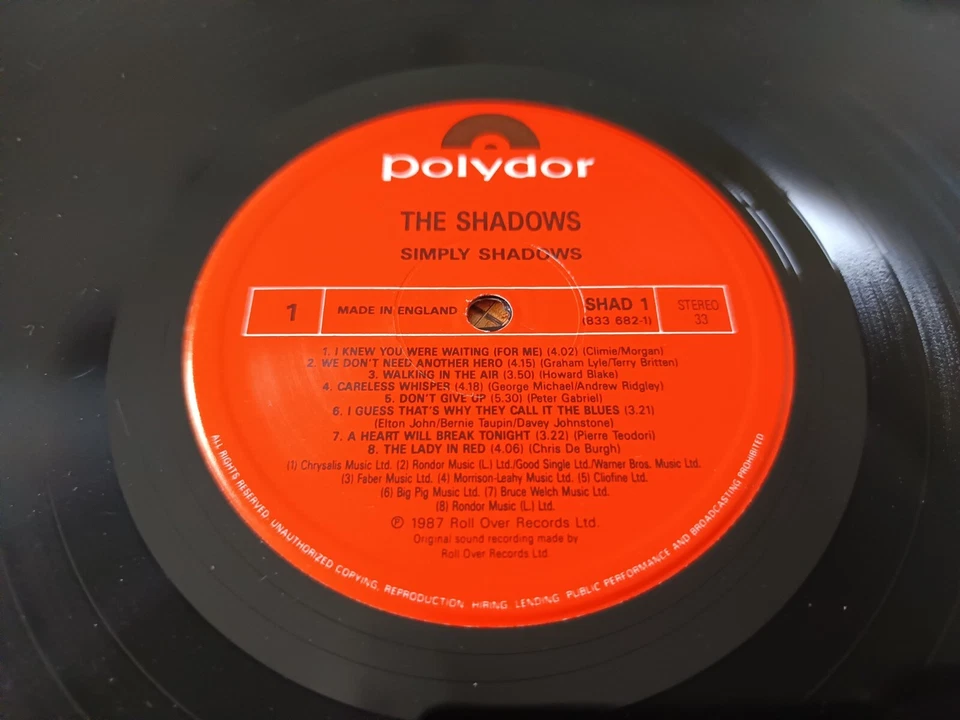 polydor
THE SHADOWS
SIMPLY SHADOWS
1
MADE IN ENGLAND
SHAD 1
(833 682-1)
STEREO
33
1. I KNEW YOU WERE WAITING (FOR ME) (4.02) (Climie/Morgan)
2. WE DON'T NEED ANOTHER HERO (4.15) (Graham Lyle/Terry Britten)
3. WALKING IN THE AIR (3.50) (Howard Blake)
4. CARELESS WHISPER (4.18) (George Michael/Andrew Ridgley)
5. DON'T GIVE UP (5.30) (Peter Gabriel)
6. I GUESS THAT'S WHY THEY CALL IT THE BLUES (3.21)
(Elton John/Bernie Taupin/Davey Johnstone)
7. A HEART WILL BREAK TONIGHT (3.22) (Pierre Teodori)
8. THE LADY IN RED (4.06) (Chris De Burgh)
(1) Chrysalis Music Ltd. (2) Rondor Music (L.) Ltd./Good Single Ltd./Warner Bros. Music Ltd.
(3) Faber Music Ltd. (4) Morrison-Leahy Music Ltd. (5) Cliofine Ltd.
(6) Big Pig Music Ltd. (7) Bruce Welch Music Ltd.
(8) Rondor Music (L.) Ltd.
℗ 1987 Roll Over Records Ltd.
Original sound recording made by
Roll Over Records Ltd.
ALL RIGHTS RESERVED. UNAUTHORIZED COPYING, REPRODUCTION HIRING, LENDING, PUBLIC PERFORMANCE AND BROADCASTING PROHIBITED